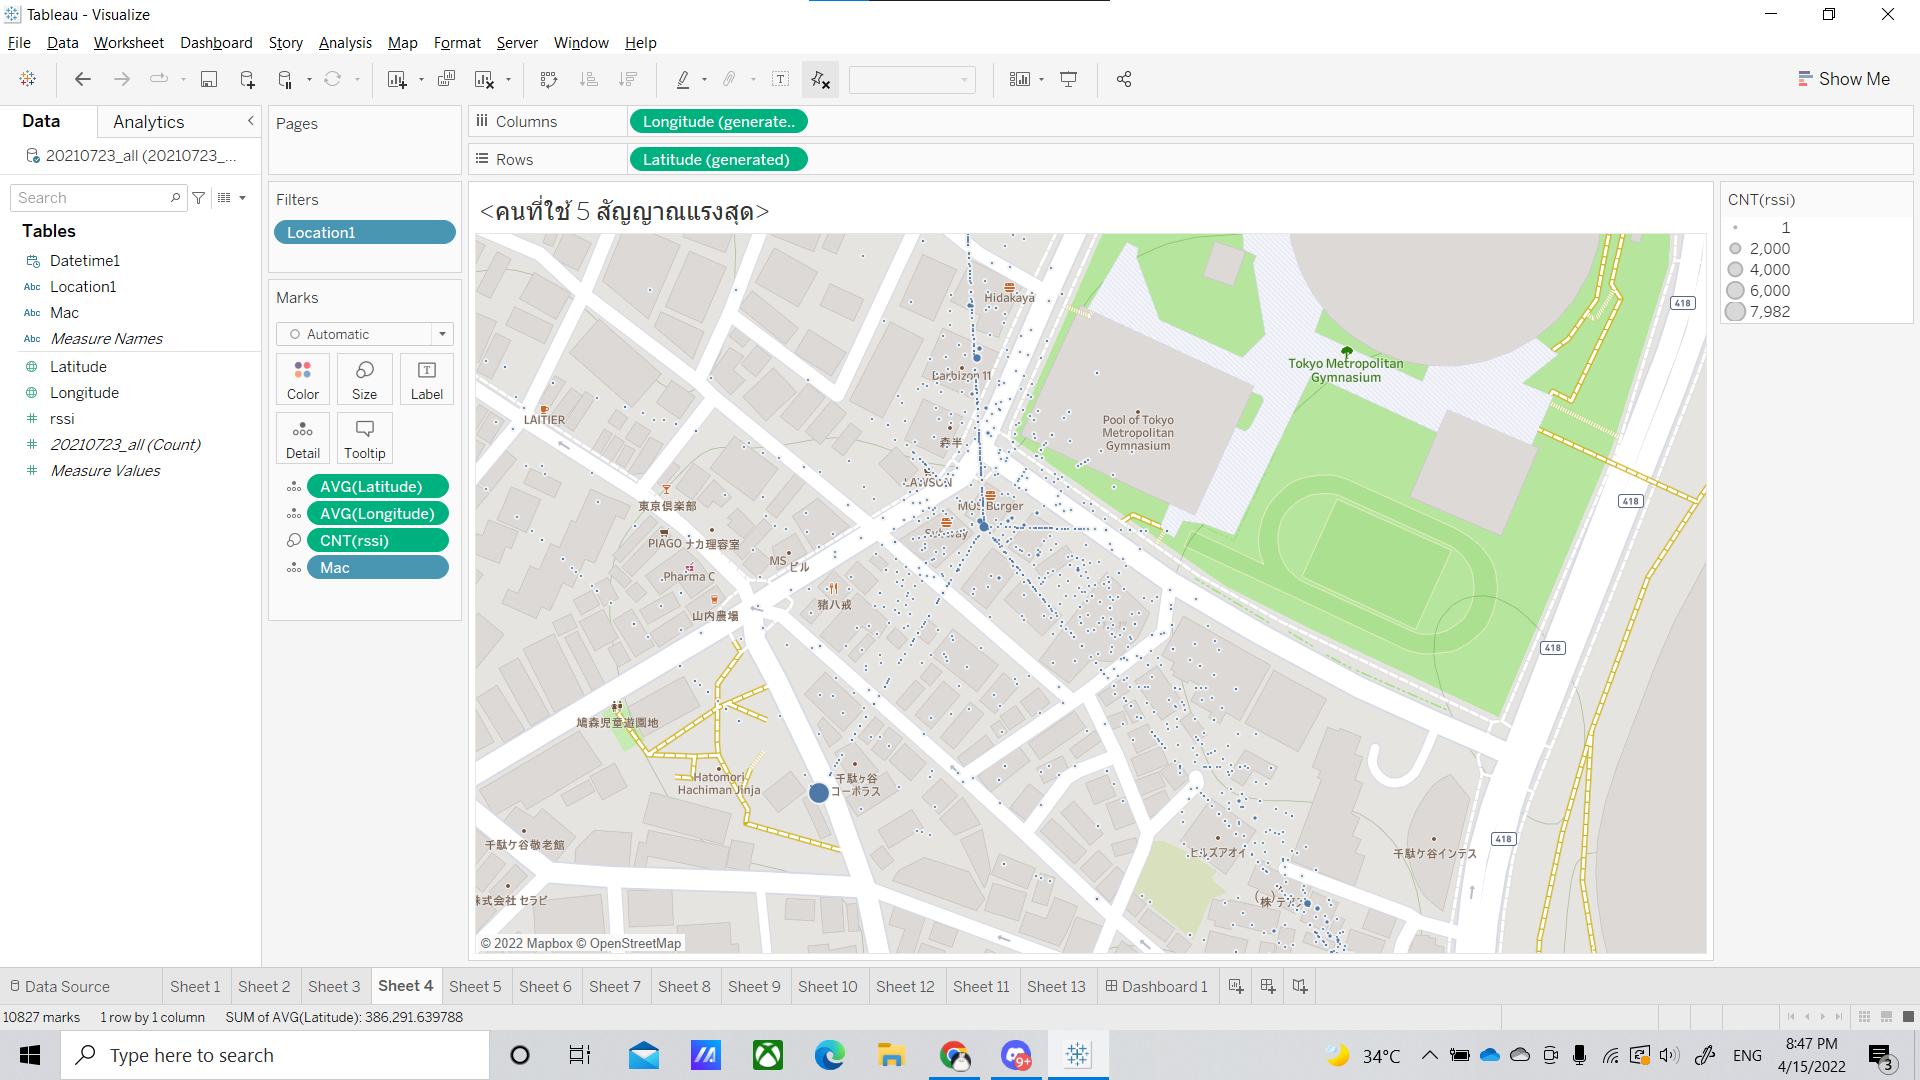 Tableau - Visualize
File Data Worksheet Dashboard Story Analysis Map Format Server Window Help
Show Me
Data
Analytics
Pages
Columns
Longitude (generate..
20210723_all (20210723_...
Rows
Latitude (generated)
Search
Filters
Location1
<คนที่ใช้ 5 สัญญาณแรงสุด>
CNT(rssi)
1
2,000
4,000
6,000
7,982
Tables
Datetime1
Abc Location1
Abc Mac
Abc Measure Names
Latitude
Longitude
rssi
20210723_all (Count)
Measure Values
Marks
Automatic
Color
Size
Label
Detail
Tooltip
AVG(Latitude)
AVG(Longitude)
CNT(rssi)
Mac
Hidakaya
418
Tokyo Metropolitan
Gymnasium
Barbizon 11
LAITIER
Pool of Tokyo
Metropolitan
Gymnasium
森半
LAWSON
東京倶楽部
MOS Burger
418
Subway
PIAGO ナカ理容室
MS
ビル
Pharma C
猪八戒
山内農場
418
鳩森児童遊園地
Hatomori
Hachiman Jinja
千駄ヶ谷
コーポラス
418
千駄ケ谷敬老館
ヒルズアオイ
千駄ケ谷インテス
株式会社 セラビ
© 2022 Mapbox © OpenStreetMap
Data Source
Sheet 1
Sheet 2
Sheet 3
Sheet 4
Sheet 5
Sheet 6
Sheet 7
Sheet 8
Sheet 9
Sheet 10
Sheet 12
Sheet 11
Sheet 13
Dashboard 1
10827 marks
1 row by 1 column
SUM of AVG(Latitude): 386,291.639788
Type here to search
9+
34°C
ENG
8:47 PM
4/15/2022
3